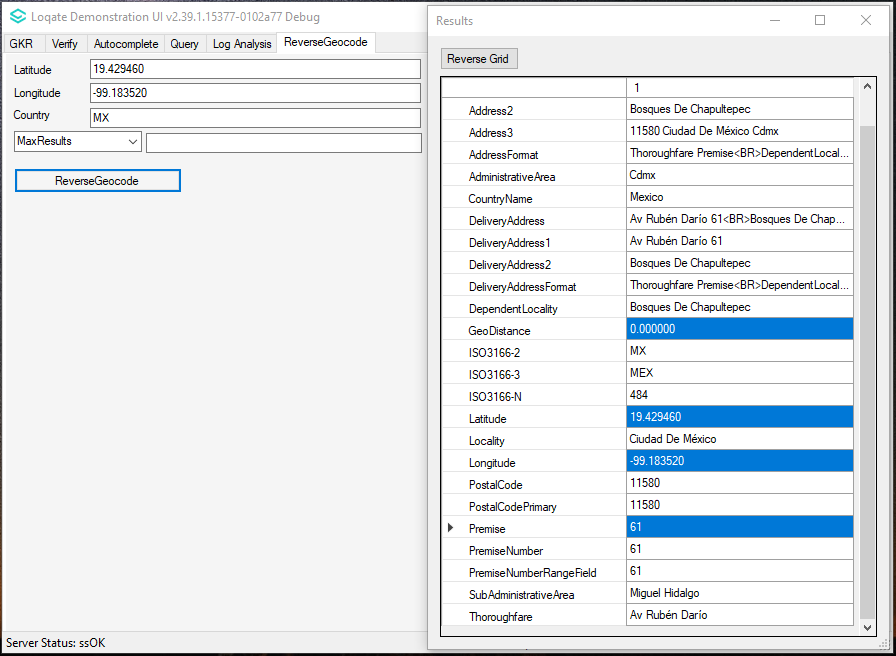 Loqate Demonstration UI v2.39.1.15377-0102a77 Debug
GKR Verify Autocomplete Query Log Analysis ReverseGeocode
Latitude 19.429460
Longitude -99.183520
Country MX
MaxResults
ReverseGeocode
Server Status: ssOK
Results
Reverse Grid
1
Address2 Bosques De Chapultepec
Address3 11580 Ciudad De México Cdmx
AddressFormat Thoroughfare Premise<BR>DependentLocal...
AdministrativeArea Cdmx
CountryName Mexico
DeliveryAddress Av Rubén Darío 61<BR>Bosques De Chap...
DeliveryAddress1 Av Rubén Darío 61
DeliveryAddress2 Bosques De Chapultepec
DeliveryAddressFormat Thoroughfare Premise<BR>DependentLocal...
DependentLocality Bosques De Chapultepec
GeoDistance 0.000000
ISO3166-2 MX
ISO3166-3 MEX
ISO3166-N 484
Latitude 19.429460
Locality Ciudad De México
Longitude -99.183520
PostalCode 11580
PostalCodePrimary 11580
Premise 61
PremiseNumber 61
PremiseNumberRangeField 61
SubAdministrativeArea Miguel Hidalgo
Thoroughfare Av Rubén Darío